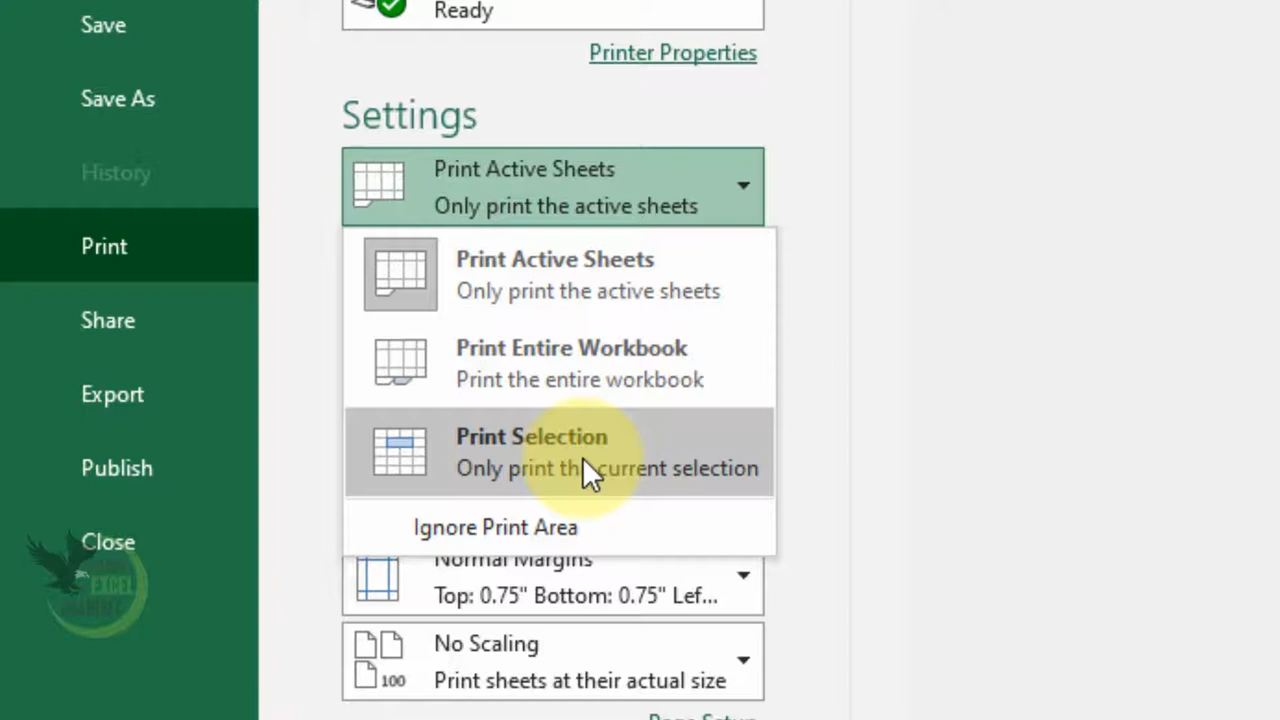 Save
Save As
History
Print
Share
Export
Publish
Close
EXCEL
Ready
Printer Properties
Settings
Print Active Sheets
Only print the active sheets
Print Active Sheets
Only print the active sheets
Print Entire Workbook
Print the entire workbook
Print Selection
Only print the current selection
Ignore Print Area
Normal Margins
Top: 0.75" Bottom: 0.75" Lef...
No Scaling
100
Print sheets at their actual size
Page Setup